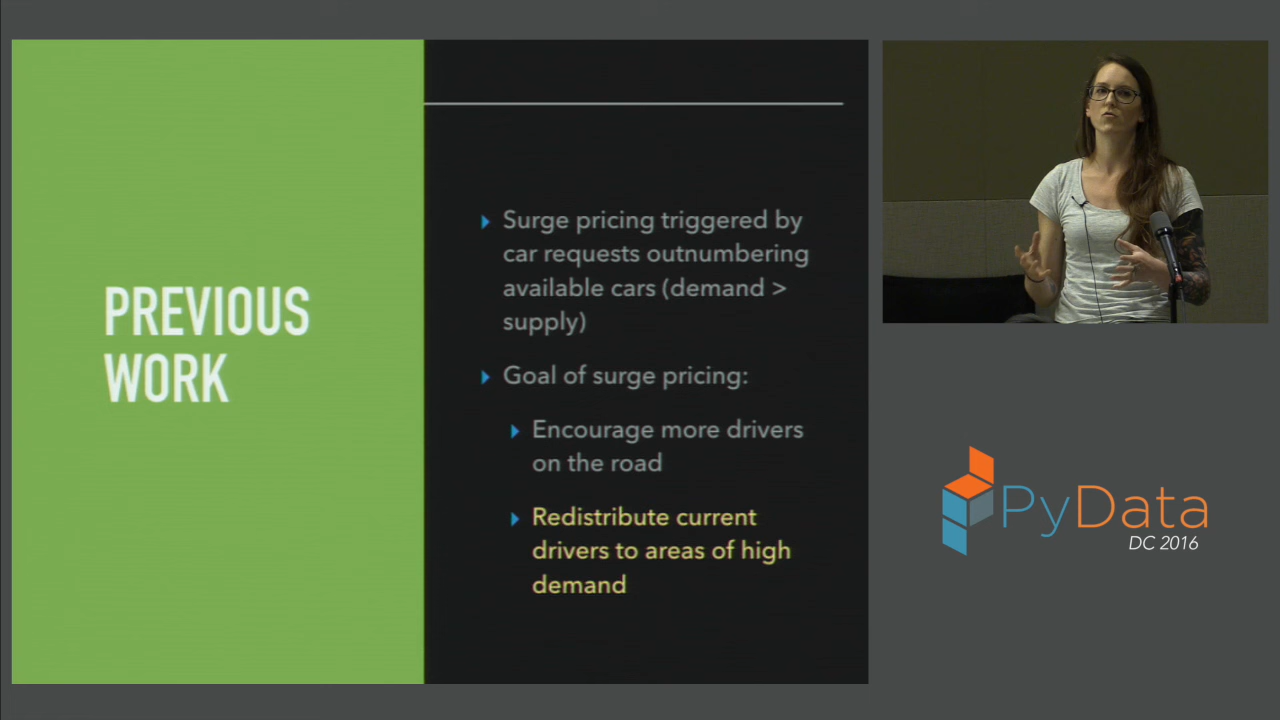 PREVIOUS
WORK
Surge pricing triggered by
car requests outnumbering
available cars (demand >
supply)
Goal of surge pricing:
Encourage more drivers
on the road
Redistribute current
drivers to areas of high
demand
PyData
DC 2016